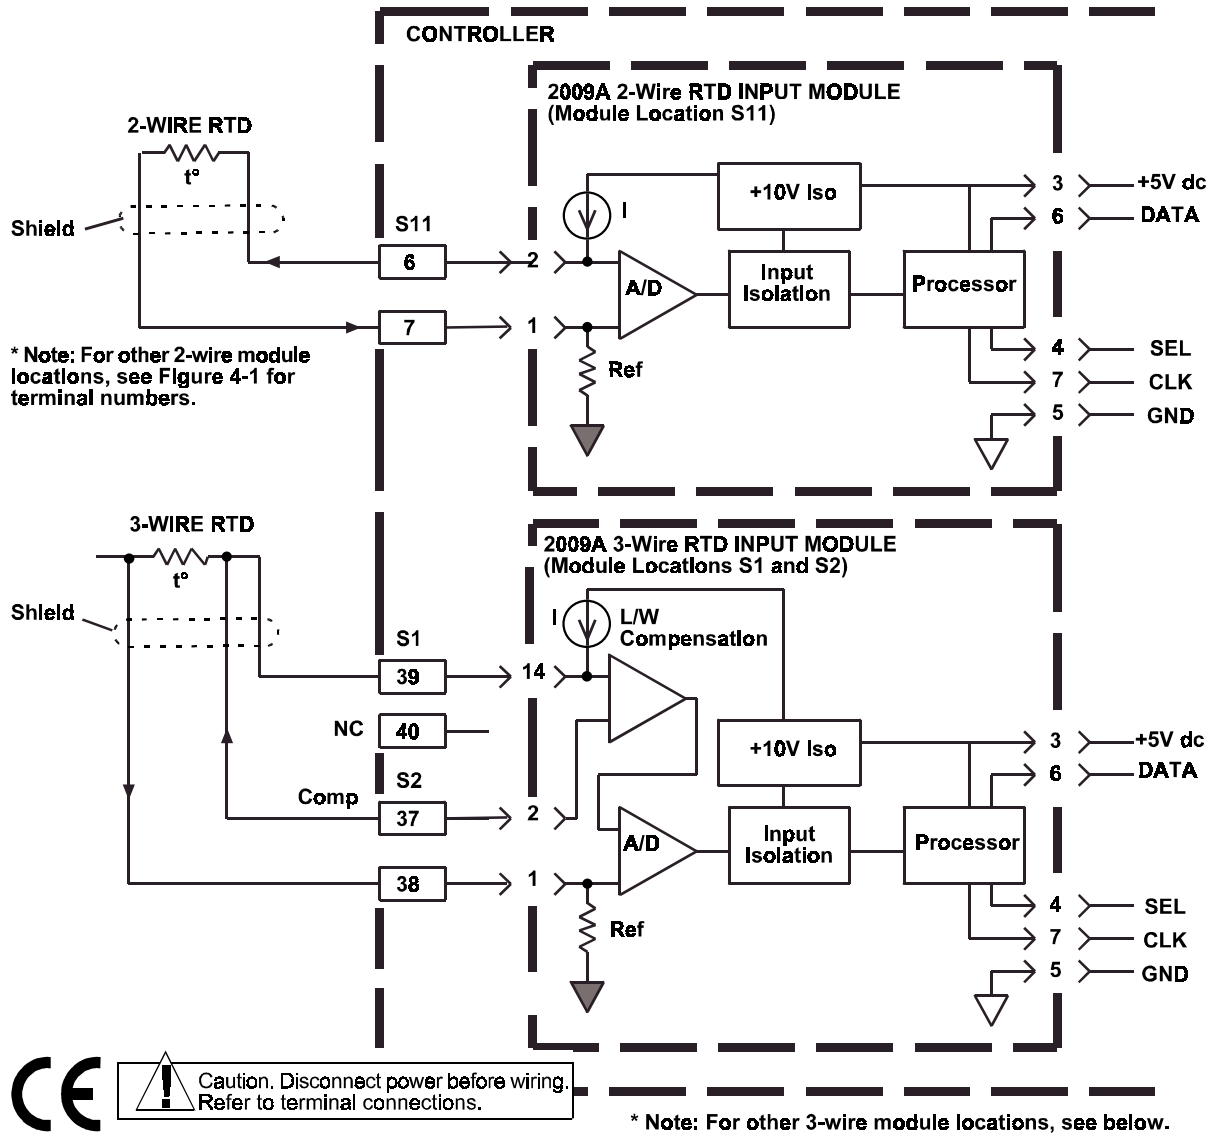 CONTROLLER
2009A 2-Wire RTD INPUT MODULE
(Module Location S11)
2-WIRE RTD
t°
Shield
S11
6
7
2
1
I
+10V Iso
A/D
Input
Isolation
Processor
Ref
3
+5V dc
6
DATA
4
SEL
7
CLK
5
GND
* Note: For other 2-wire module
locations, see Figure 4-1 for
terminal numbers.
3-WIRE RTD
t°
Shield
2009A 3-Wire RTD INPUT MODULE
(Module Locations S1 and S2)
I
L/W
Compensation
S1
39
14
NC
40
S2
Comp
37
2
38
1
+10V Iso
A/D
Input
Isolation
Processor
Ref
3
+5V dc
6
DATA
4
SEL
7
CLK
5
GND
CE
!
Caution. Disconnect power before wiring.
Refer to terminal connections.
* Note: For other 3-wire module locations, see below.